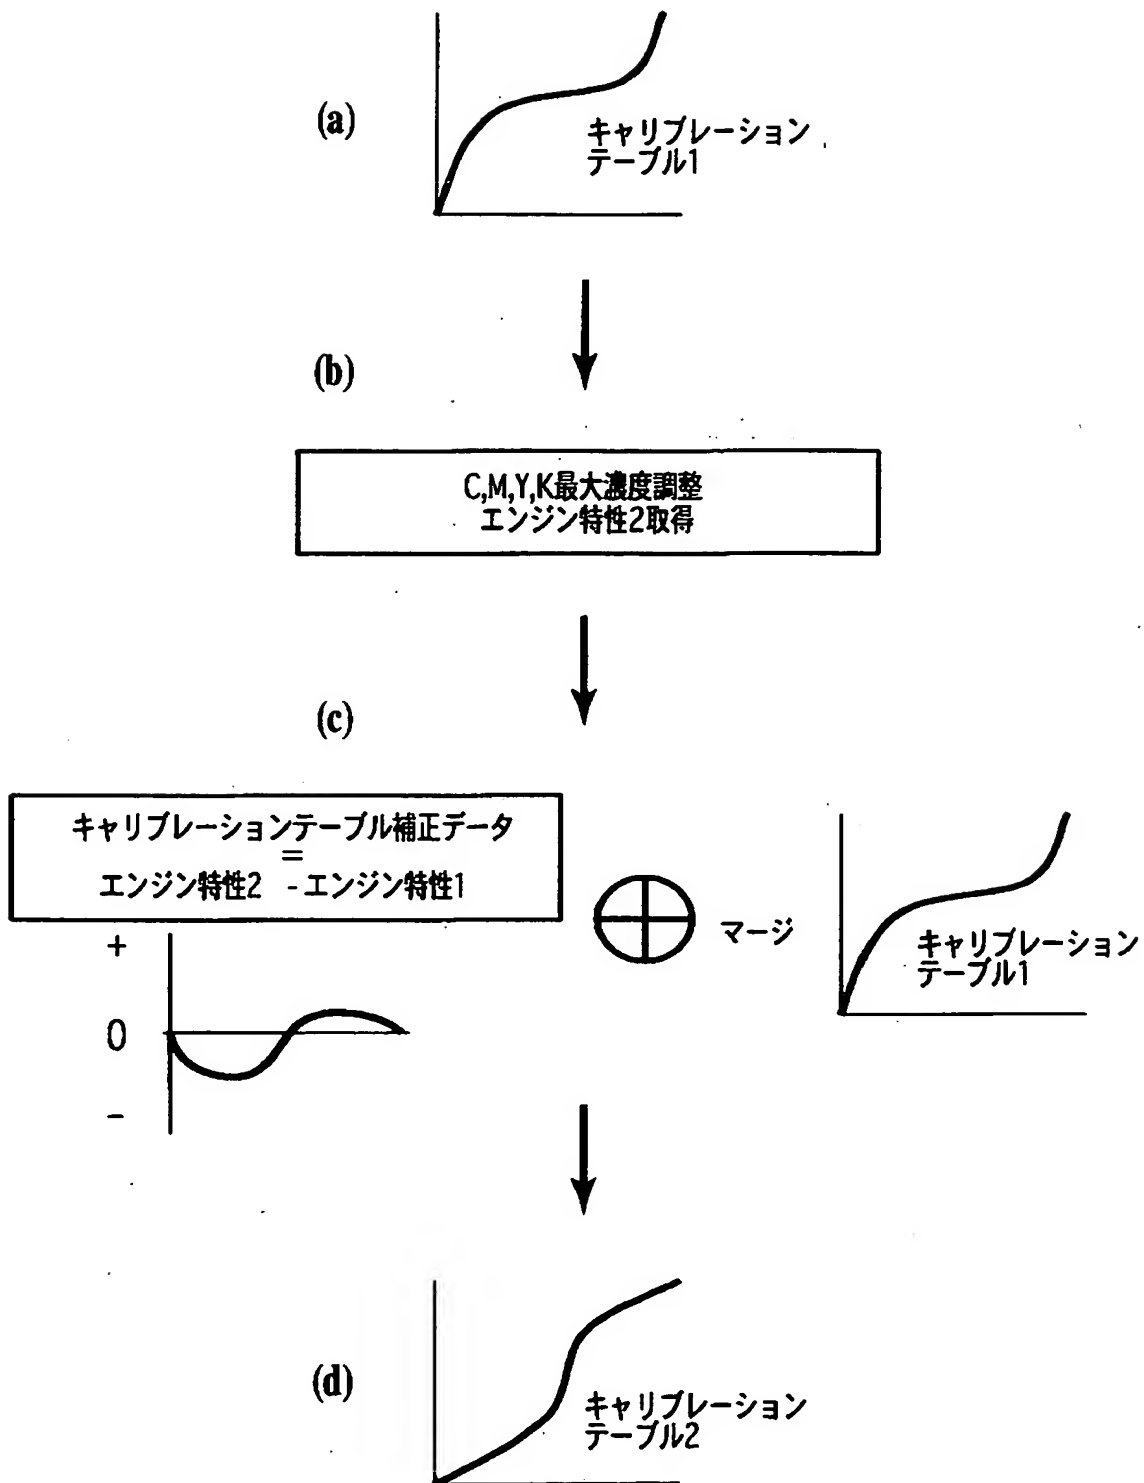 (a)
キャリブレーション
テーブル1
(b)
C,M,Y,K最大濃度調整
エンジン特性2取得
(c)
キャリブレーションテーブル補正データ
=
エンジン特性2 - エンジン特性1
+
0
-
マージ
キャリブレーション
テーブル1
(d)
キャリブレーション
テーブル2